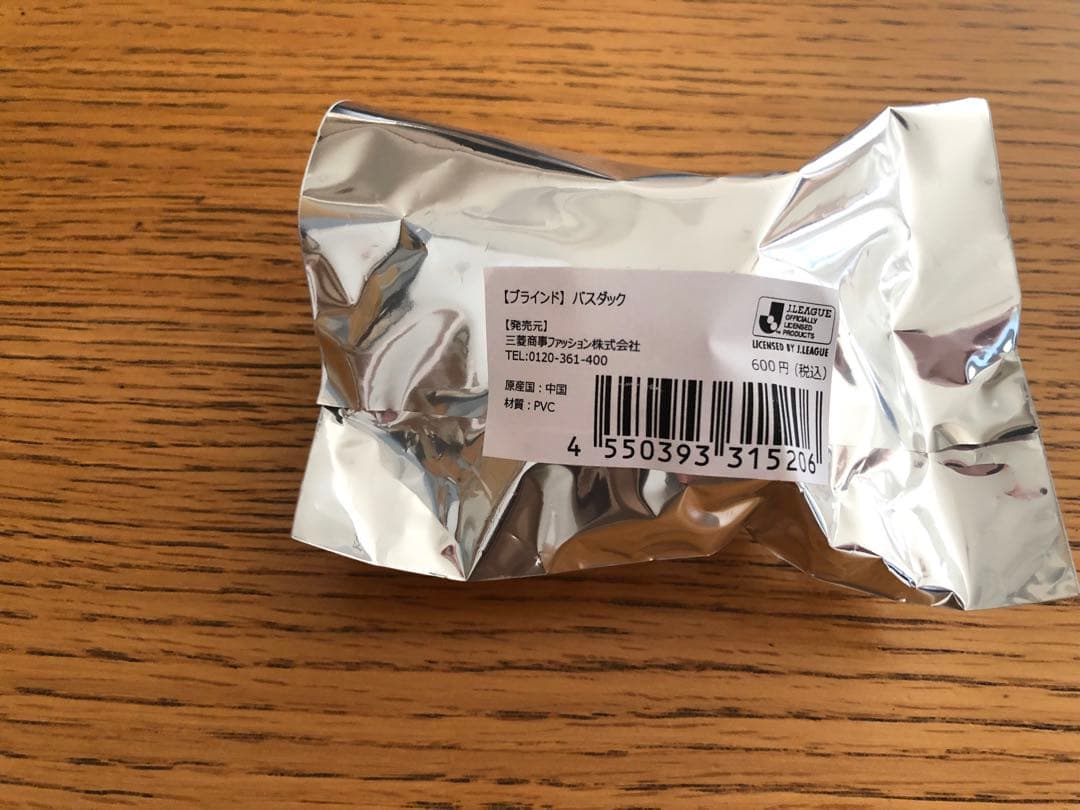 【ブラインド】バスダック
【発売元】
三菱商事ファッション株式会社
TEL:0120-361-400
原産国：中国
材質：PVC
J.LEAGUE
OFFICIALLY
LICENSED
PRODUCTS
LICENSED BY J.LEAGUE
600円（税込）
4 550393 315206